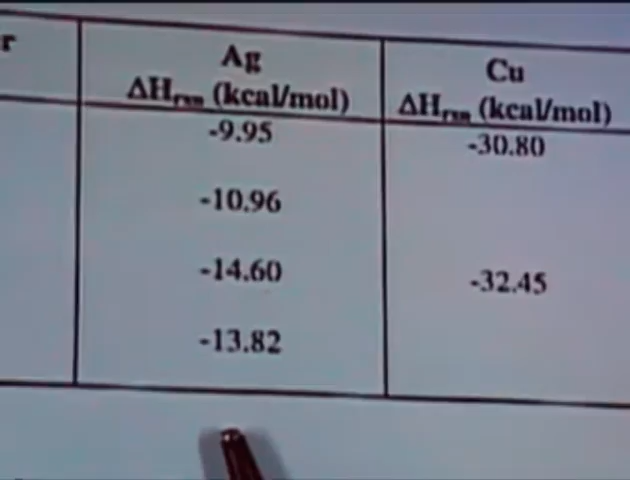 r
Ag
ΔHrxn (kcal/mol)
Cu
ΔHrxn (kcal/mol)
-9.95
-30.80
-10.96
-14.60
-32.45
-13.82